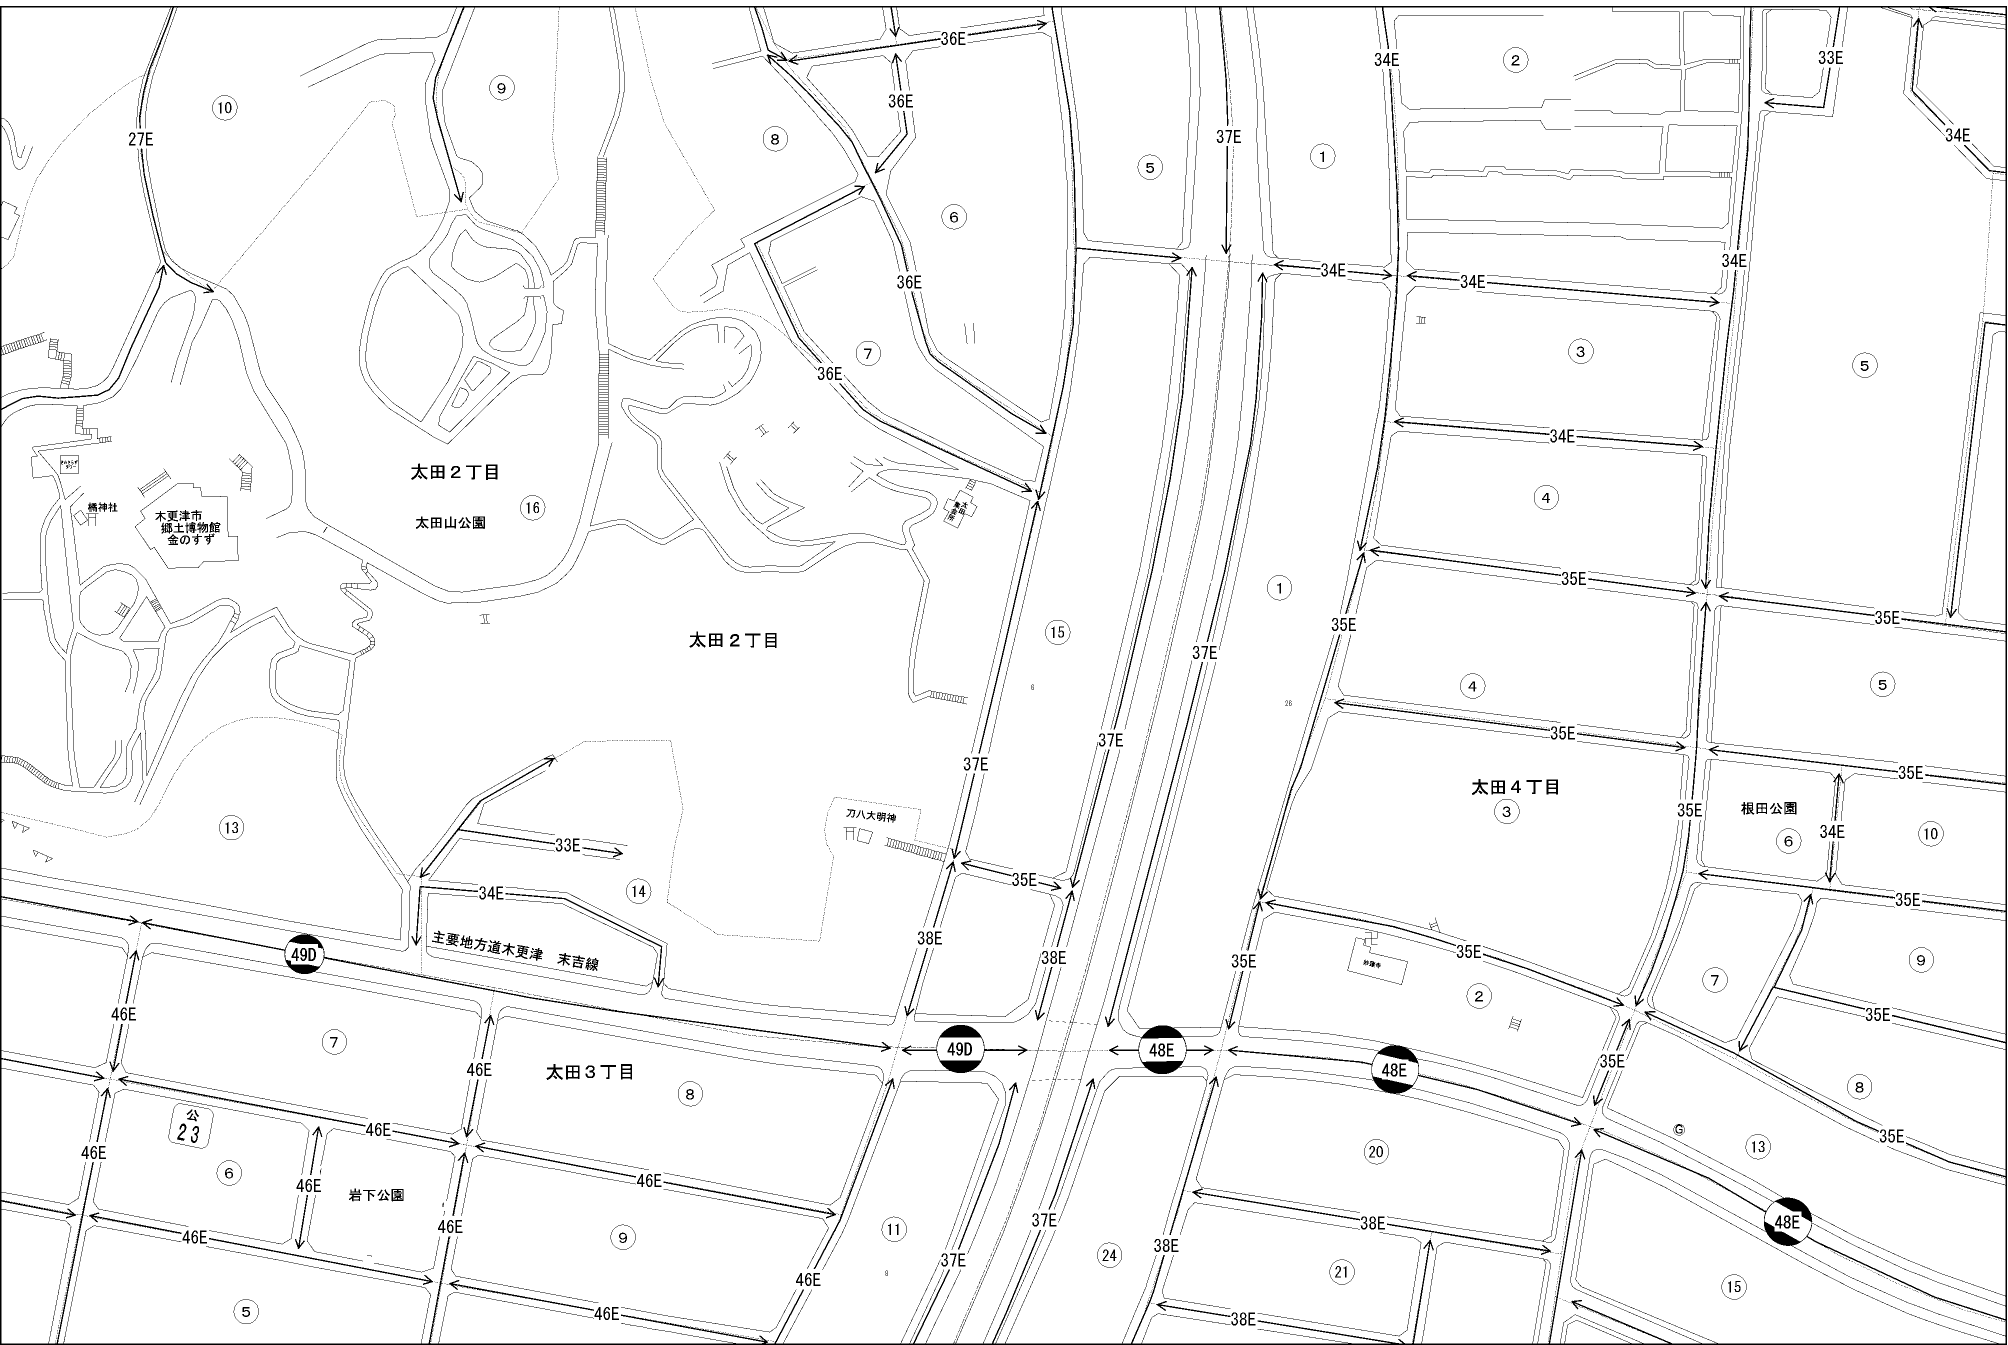 36E
34E
②
33E
⑨
⑩
36E
27E
⑧
37E
34E
①
⑤
⑥
34E
34E
34E
36E
③
⑦
⑤
36E
34E
太田2丁目
④
16
太田山公園
橘神社
木更津市
郷土博物館
金のすず
35E
①
35E
35E
15
太田2丁目
37E
④
⑤
6
26
35E
37E
37E
35E
太田4丁目
③
35E
根田公園
刀八大明神
⑥
34E
⑩
⑬
33E
35E
14
34E
35E
38E
主要地方道木更津 末吉線
35E
49D
38E
35E
⑨
⑦
②
46E
35E
⑦
49D
48E
35E
太田3丁目
46E
48E
⑧
⑧
公
23
46E
G
35E
46E
⑬
20
⑥
46E
46E
岩下公園
37E
38E
48E
46E
11
46E
⑨
38E
24
37E
21
46E
9
15
⑤
46E
38E